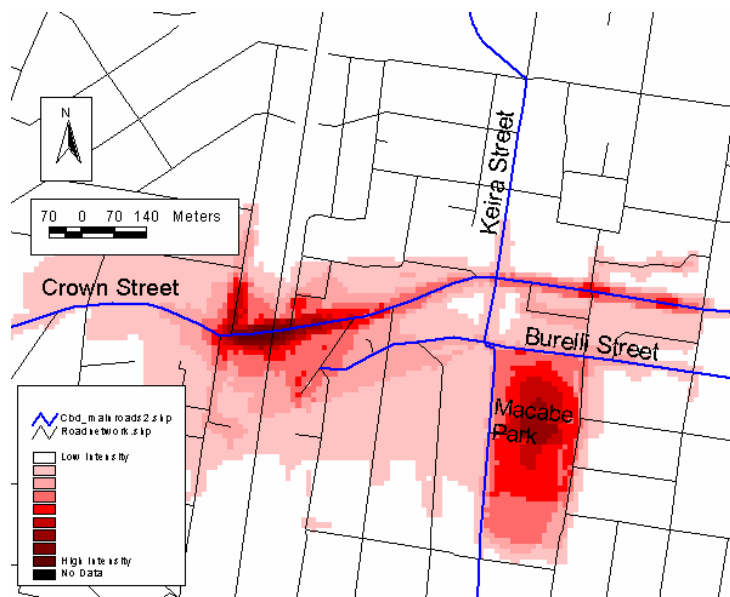 N
70 0 70 140 Meters
Keira Street
Crown Street
Burelli Street
Macabe
Park
Cbd_mainroads2.shp
Roadnetwork.shp
Low Intensity
High Intensity
No Data